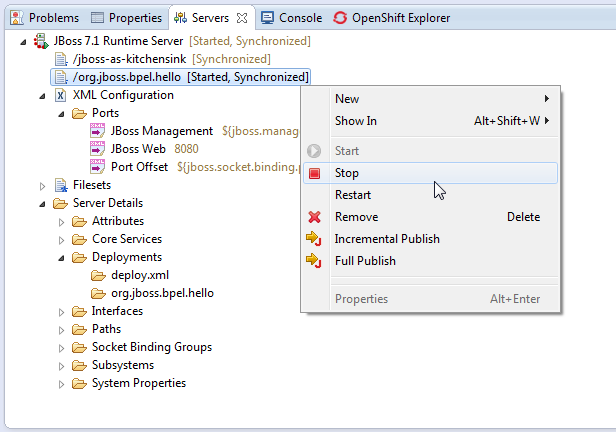 Problems Properties Servers Console OpenShift Explorer
JBoss 7.1 Runtime Server [Started, Synchronized]
/jboss-as-kitchensink [Synchronized]
/org.jboss.bpel.hello [Started, Synchronized]
XML Configuration
Ports
JBoss Management ${jboss.manag
JBoss Web 8080
Port Offset ${jboss.socket.binding.p
Filesets
Server Details
Attributes
Core Services
Deployments
deploy.xml
org.jboss.bpel.hello
Interfaces
Paths
Socket Binding Groups
Subsystems
System Properties
New
Show In Alt+Shift+W
Start
Stop
Restart
Remove Delete
Incremental Publish
Full Publish
Properties Alt+Enter